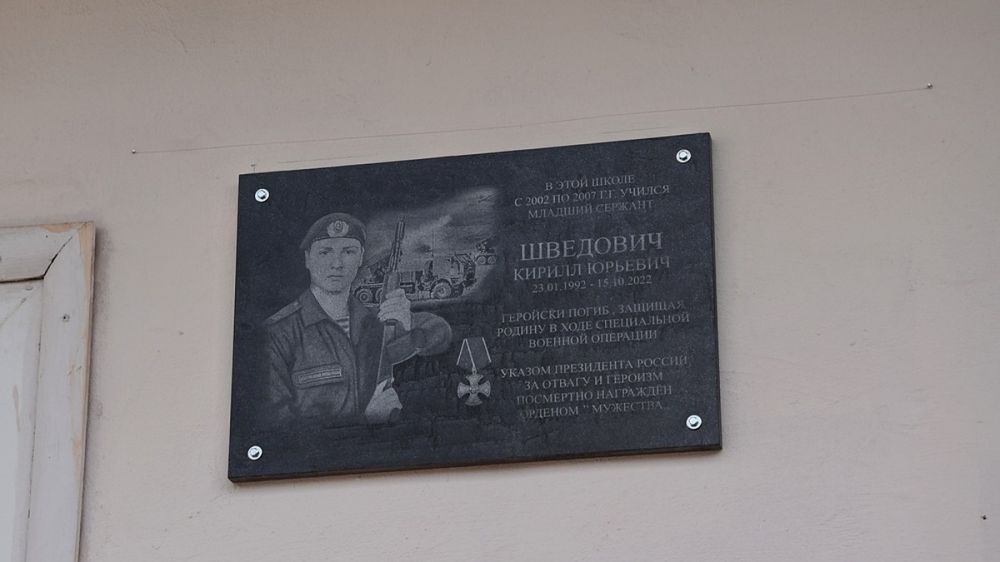 В ЭТОЙ ШКОЛЕ
С 2002 ПО 2007 Г.Г. УЧИЛСЯ
МЛАДШИЙ СЕРЖАНТ
ШВЕДОВИЧ
КИРИЛЛ ЮРЬЕВИЧ
23.01.1992 - 15.10.2022
ГЕРОЙСКИ ПОГИБ , ЗАЩИЩАЯ
РОДИНУ В ХОДЕ СПЕЦИАЛЬНОЙ
ВОЕННОЙ ОПЕРАЦИИ
УКАЗОМ ПРЕЗИДЕНТА РОССИИ
ЗА ОТВАГУ И ГЕРОИЗМ
ПОСМЕРТНО НАГРАЖДЕН
ОРДЕНОМ " МУЖЕСТВА